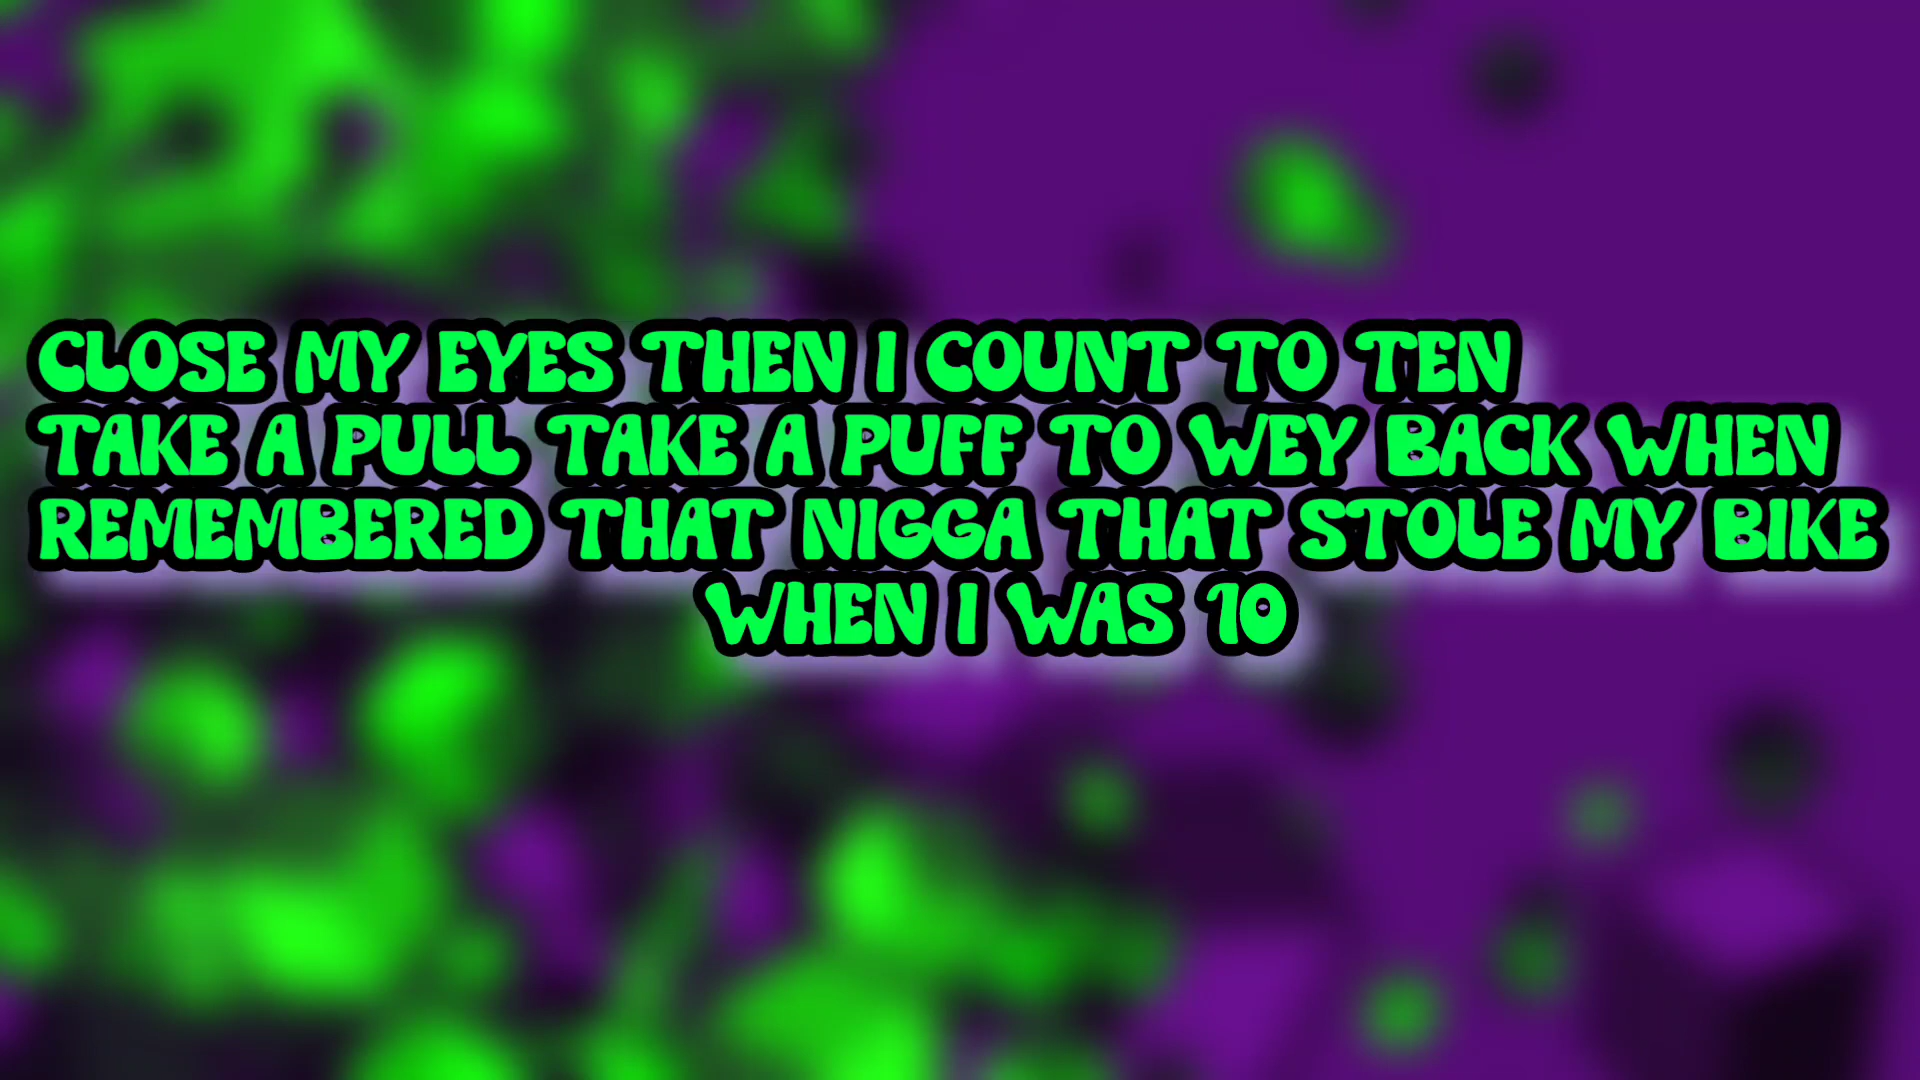 CLOSE MY EYES THEN I COUNT TO TEN
TAKE A PULL TAKE A PUFF TO WEY BACK WHEN
REMEMBERED THAT NIGGA THAT STOLE MY BIKE
WHEN I WAS 10